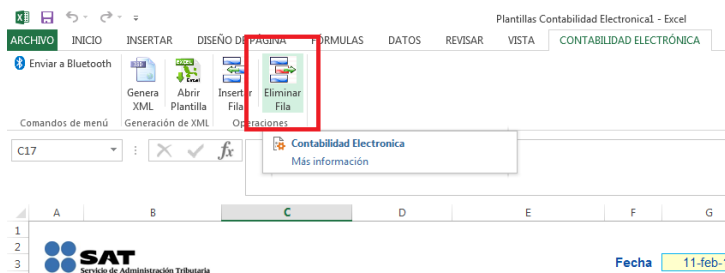 Plantillas Contabilidad Electronica1 - Excel
ARCHIVO INICIO INSERTAR DISEÑO DE PÁGINA FÓRMULAS DATOS REVISAR VISTA CONTABILIDAD ELECTRÓNICA
Enviar a Bluetooth
Genera XML
Abrir Plantilla
Insertar Fila
Eliminar Fila
Comandos de menú Generación de XML Operaciones
C17 fx
Contabilidad Electronica
Más información
A B C D E F G
1
2
3
SAT
Servicio de Administración Tributaria
Fecha 11-feb-